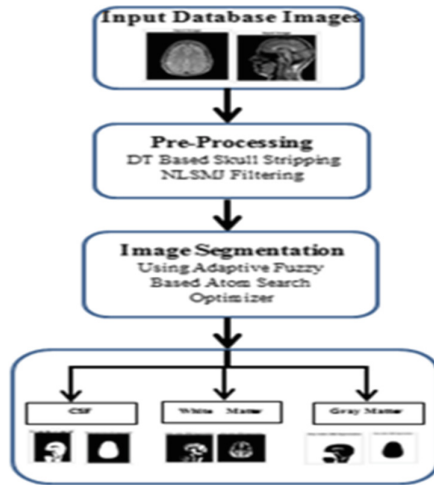 Input Database Images
Pre-Processing
DT Based Skull Stripping
NLSMJ Filtering
Image Segmentation
Using Adaptive Fuzzy
Based Atom Search
Optimizer
CSF
White Matter
Gray Matter